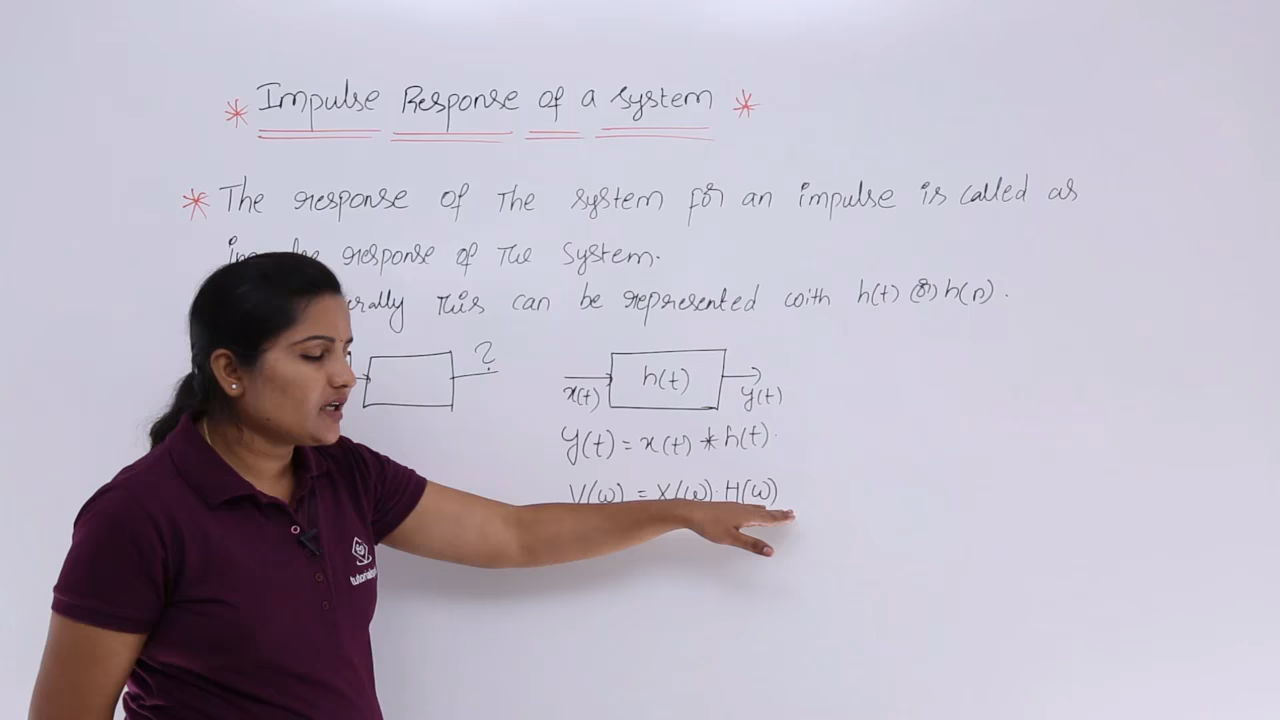 * Impulse Response of a system *
* The response of the system for an impulse is called as
response of the system.
this can be represented with h(t) (or) h(n).
?
h(t)
x(t)
y(t)
y(t) = x(t) * h(t).
Y(ω) = X(ω). H(ω)